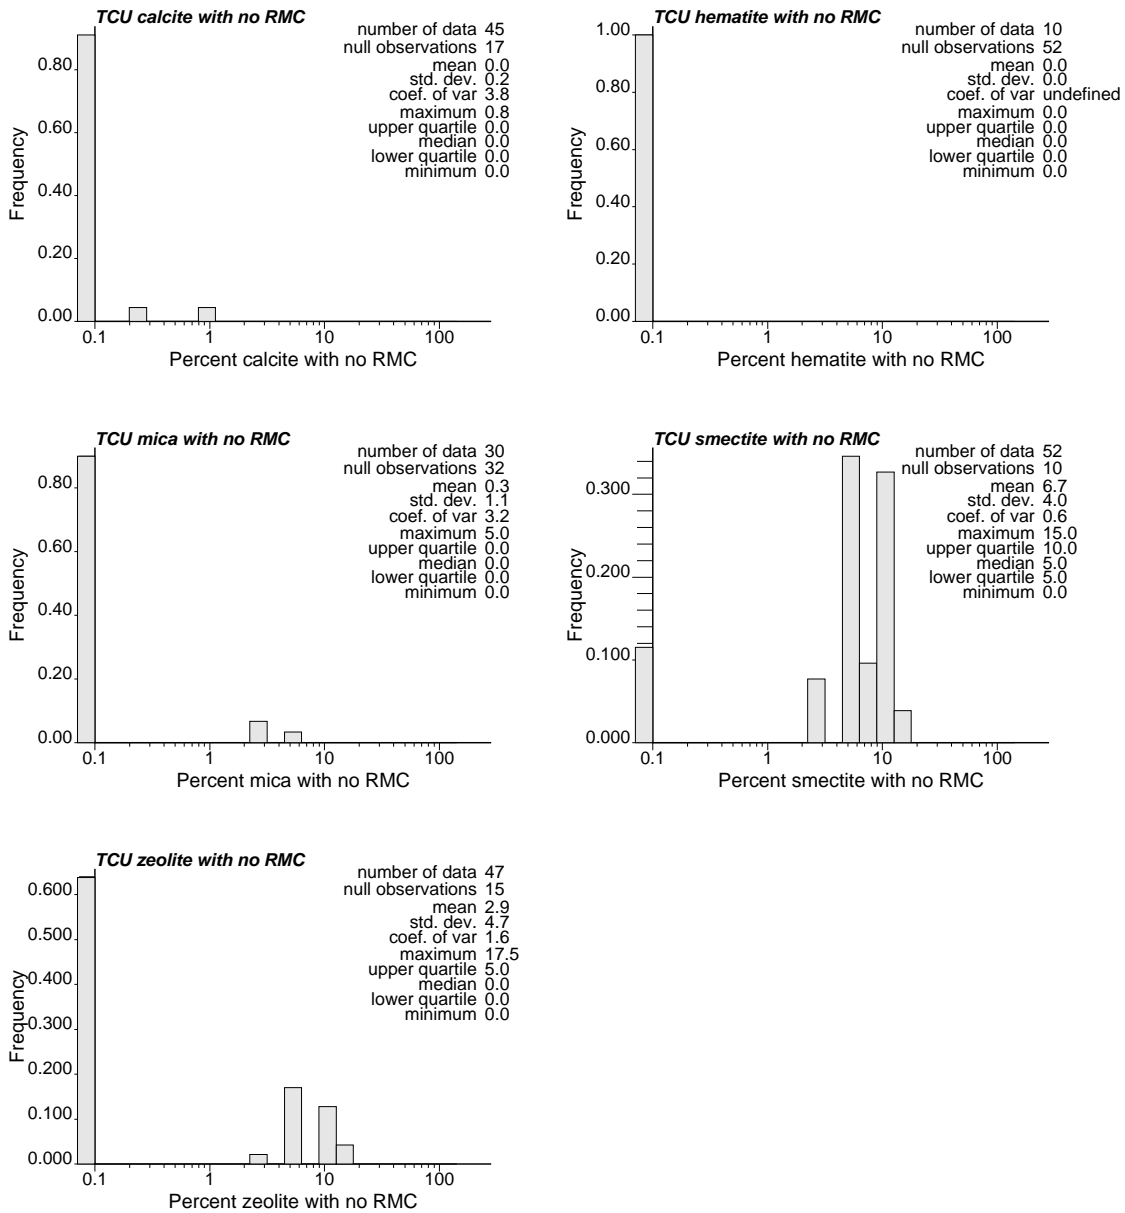 TCU calcite with no RMC
number of data 45
null observations 17
mean 0.0
std. dev. 0.2
coef. of var 3.8
maximum 0.8
upper quartile 0.0
median 0.0
lower quartile 0.0
minimum 0.0
Frequency
0.80
0.60
0.40
0.20
0.00
0.1 1 10 100
Percent calcite with no RMC
TCU hematite with no RMC
number of data 10
null observations 52
mean 0.0
std. dev. 0.0
coef. of var undefined
maximum 0.0
upper quartile 0.0
median 0.0
lower quartile 0.0
minimum 0.0
Frequency
1.00
0.80
0.60
0.40
0.20
0.00
0.1 1 10 100
Percent hematite with no RMC
TCU mica with no RMC
number of data 30
null observations 32
mean 0.3
std. dev. 1.1
coef. of var 3.2
maximum 5.0
upper quartile 0.0
median 0.0
lower quartile 0.0
minimum 0.0
Frequency
0.80
0.60
0.40
0.20
0.00
0.1 1 10 100
Percent mica with no RMC
TCU smectite with no RMC
number of data 52
null observations 10
mean 6.7
std. dev. 4.0
coef. of var 0.6
maximum 15.0
upper quartile 10.0
median 5.0
lower quartile 5.0
minimum 0.0
Frequency
0.300
0.200
0.100
0.000
0.1 1 10 100
Percent smectite with no RMC
TCU zeolite with no RMC
number of data 47
null observations 15
mean 2.9
std. dev. 4.7
coef. of var 1.6
maximum 17.5
upper quartile 5.0
median 0.0
lower quartile 0.0
minimum 0.0
Frequency
0.600
0.500
0.400
0.300
0.200
0.100
0.000
0.1 1 10 100
Percent zeolite with no RMC